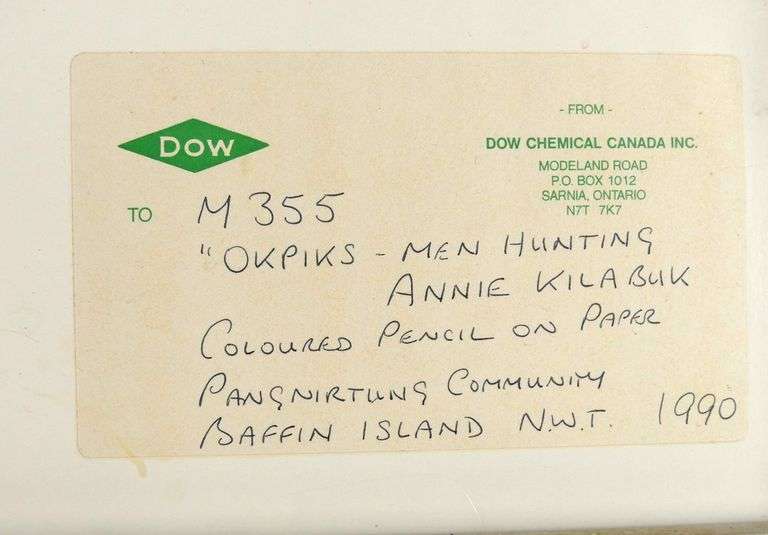 DOW
- FROM -
DOW CHEMICAL CANADA INC.
MODELAND ROAD
P.O. BOX 1012
SARNIA, ONTARIO
N7T 7K7
TO M 355
"OKPIKS - MEN HUNTING
ANNIE KILABUK
COLOURED PENCIL ON PAPER
PANGNIRTUNG COMMUNITY
BAFFIN ISLAND N.W.T. 1990